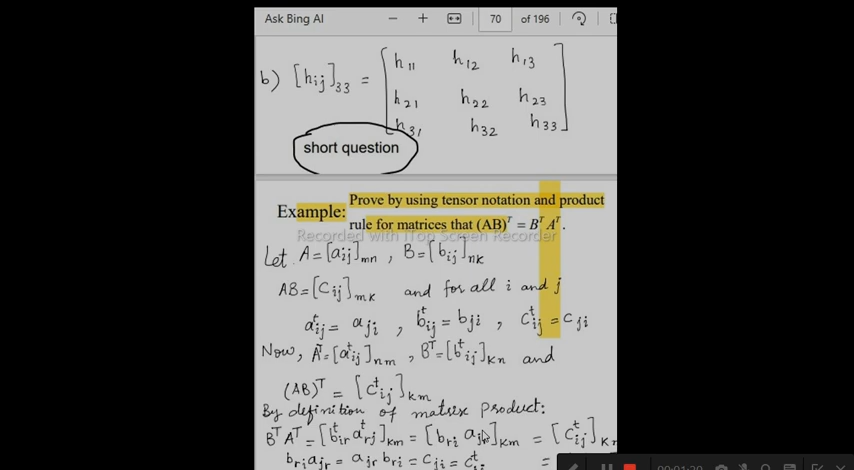 Ask Bing AI − + 70 of 196
b) [hij]₃₃ = [h₁₁ h₁₂ h₁₃
h₂₁ h₂₂ h₂₃
h₃₁ h₃₂ h₃₃]
short question
Example: Prove by using tensor notation and product
rule for matrices that (AB)ᵀ = Bᵀ Aᵀ.
Recorded with iTop Screen Recorder
Let A = [aij]mn , B = [bij]nk
AB = [Cij]mk and for all i and j
aᵗij = aji , bᵗij = bji , Cᵗij = Cji
Now, Aᵀ = [aᵗij]nm , Bᵀ = [bᵗij]kn and
(AB)ᵀ = [Cᵗij]km
By definition of matrix product:
BᵀAᵀ = [bᵗir aᵗrj]km = [bri ajr]km = [Cᵗij]
bri ajr = ajr bri = Cji = Cᵗij =